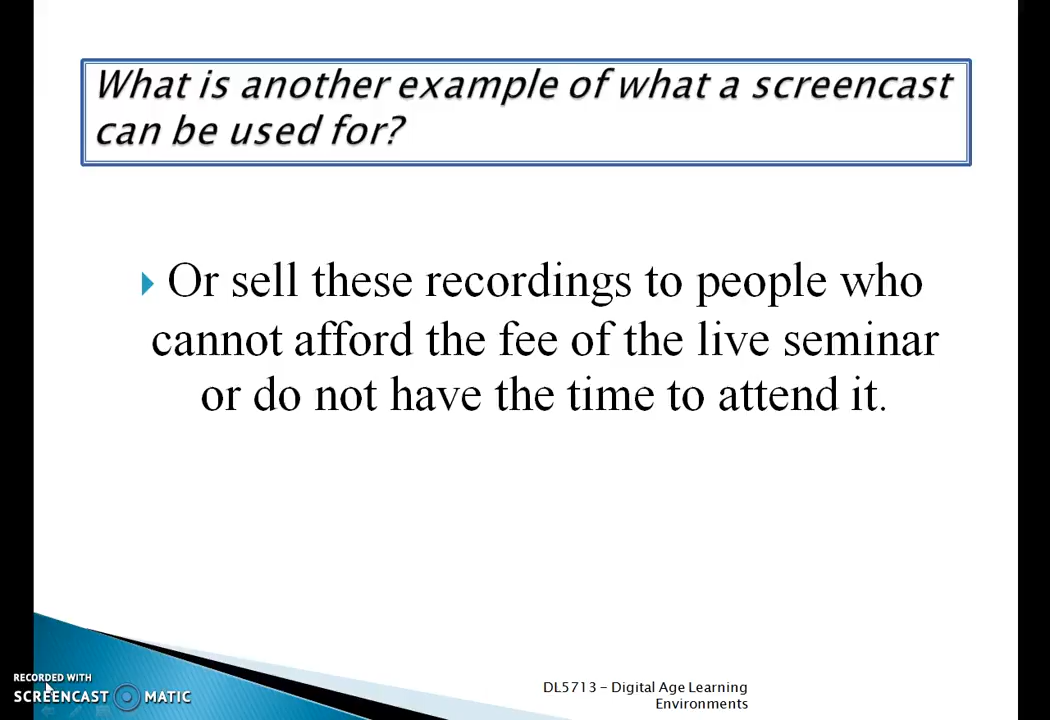 What is another example of what a screencast
can be used for?
Or sell these recordings to people who
cannot afford the fee of the live seminar
or do not have the time to attend it.
RECORDED WITH
SCREENCAST MATIC
DL5713 – Digital Age Learning
Environments